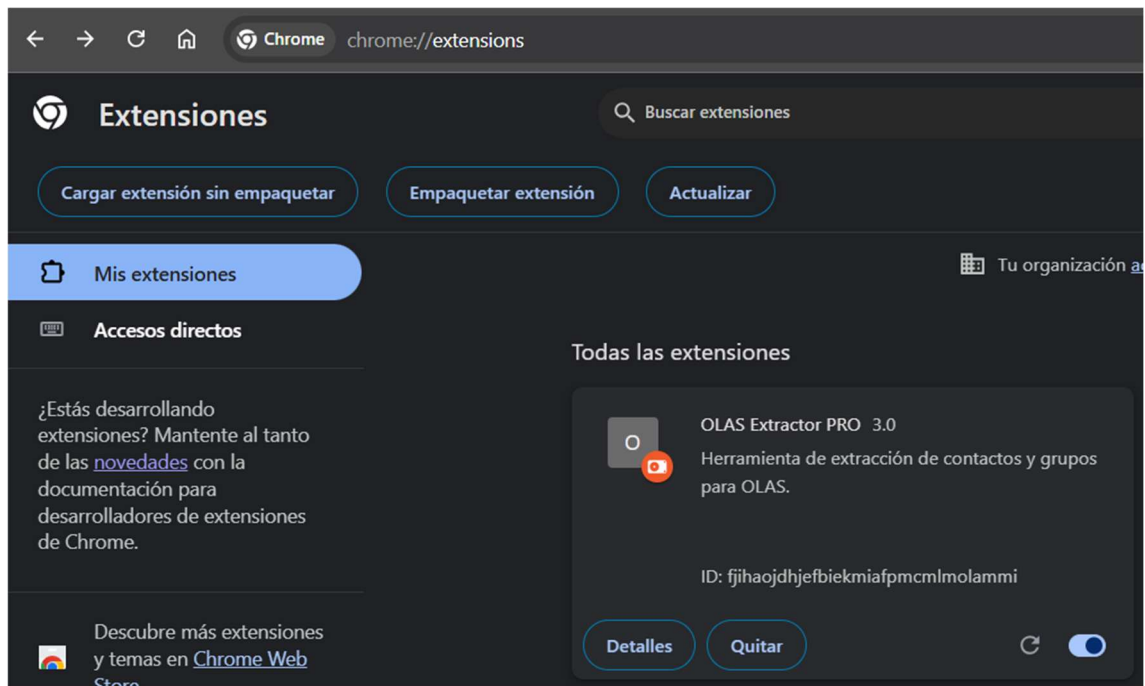 Chrome chrome://extensions
Extensiones
Buscar extensiones
Cargar extensión sin empaquetar
Empaquetar extensión
Actualizar
Mis extensiones
Accesos directos
¿Estás desarrollando
extensiones? Mantente al tanto
de las novedades con la
documentación para
desarrolladores de extensiones
de Chrome.
Descubre más extensiones
y temas en Chrome Web
Store
Tu organización
Todas las extensiones
O
OLAS Extractor PRO 3.0
Herramienta de extracción de contactos y grupos
para OLAS.
ID: fjihaojdhjefbiekmiafpmcmlmolammi
Detalles
Quitar